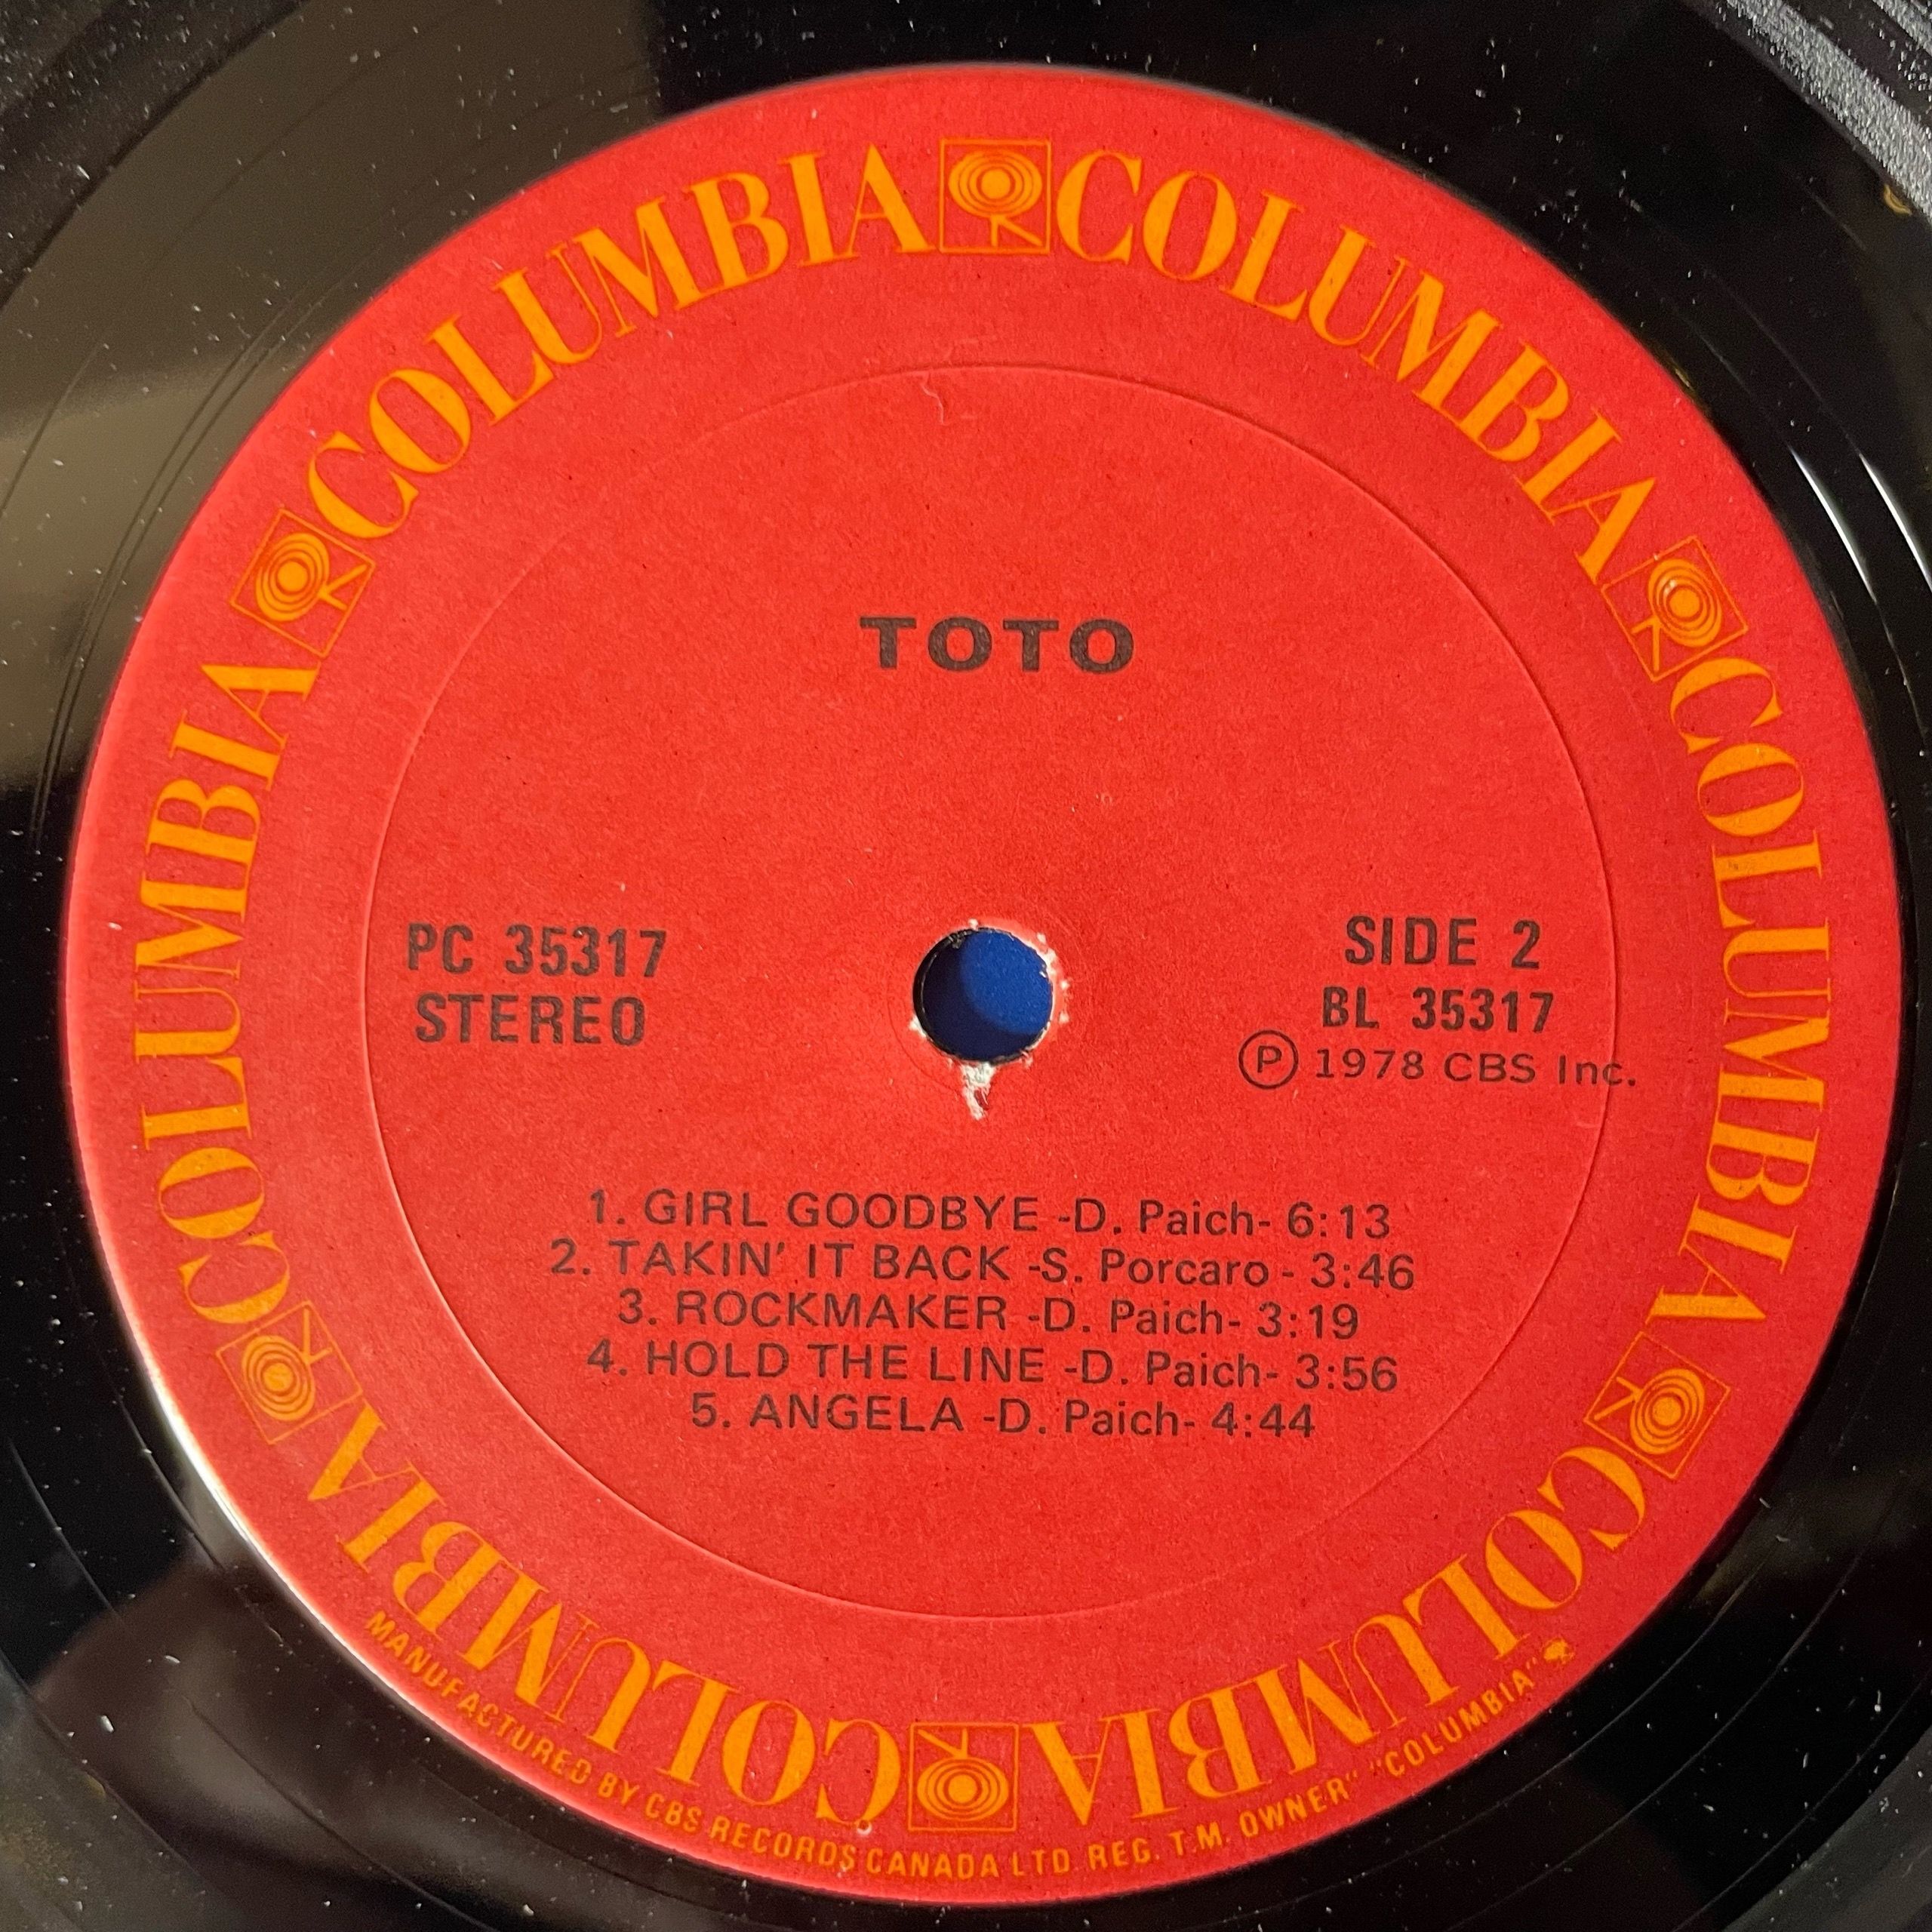 COLUMBIA COLUMBIA COLUMBIA COLUMBIA COLUMBIA COLUMBIA
TOTO
PC 35317
STEREO
SIDE 2
BL 35317
Ⓟ 1978 CBS Inc.
1. GIRL GOODBYE -D. Paich- 6:13
2. TAKIN' IT BACK -S. Porcaro - 3:46
3. ROCKMAKER -D. Paich- 3:19
4. HOLD THE LINE -D. Paich- 3:56
5. ANGELA -D. Paich- 4:44
MANUFACTURED BY CBS RECORDS CANADA LTD. REG. T.M. OWNER" "COLUMBIA"